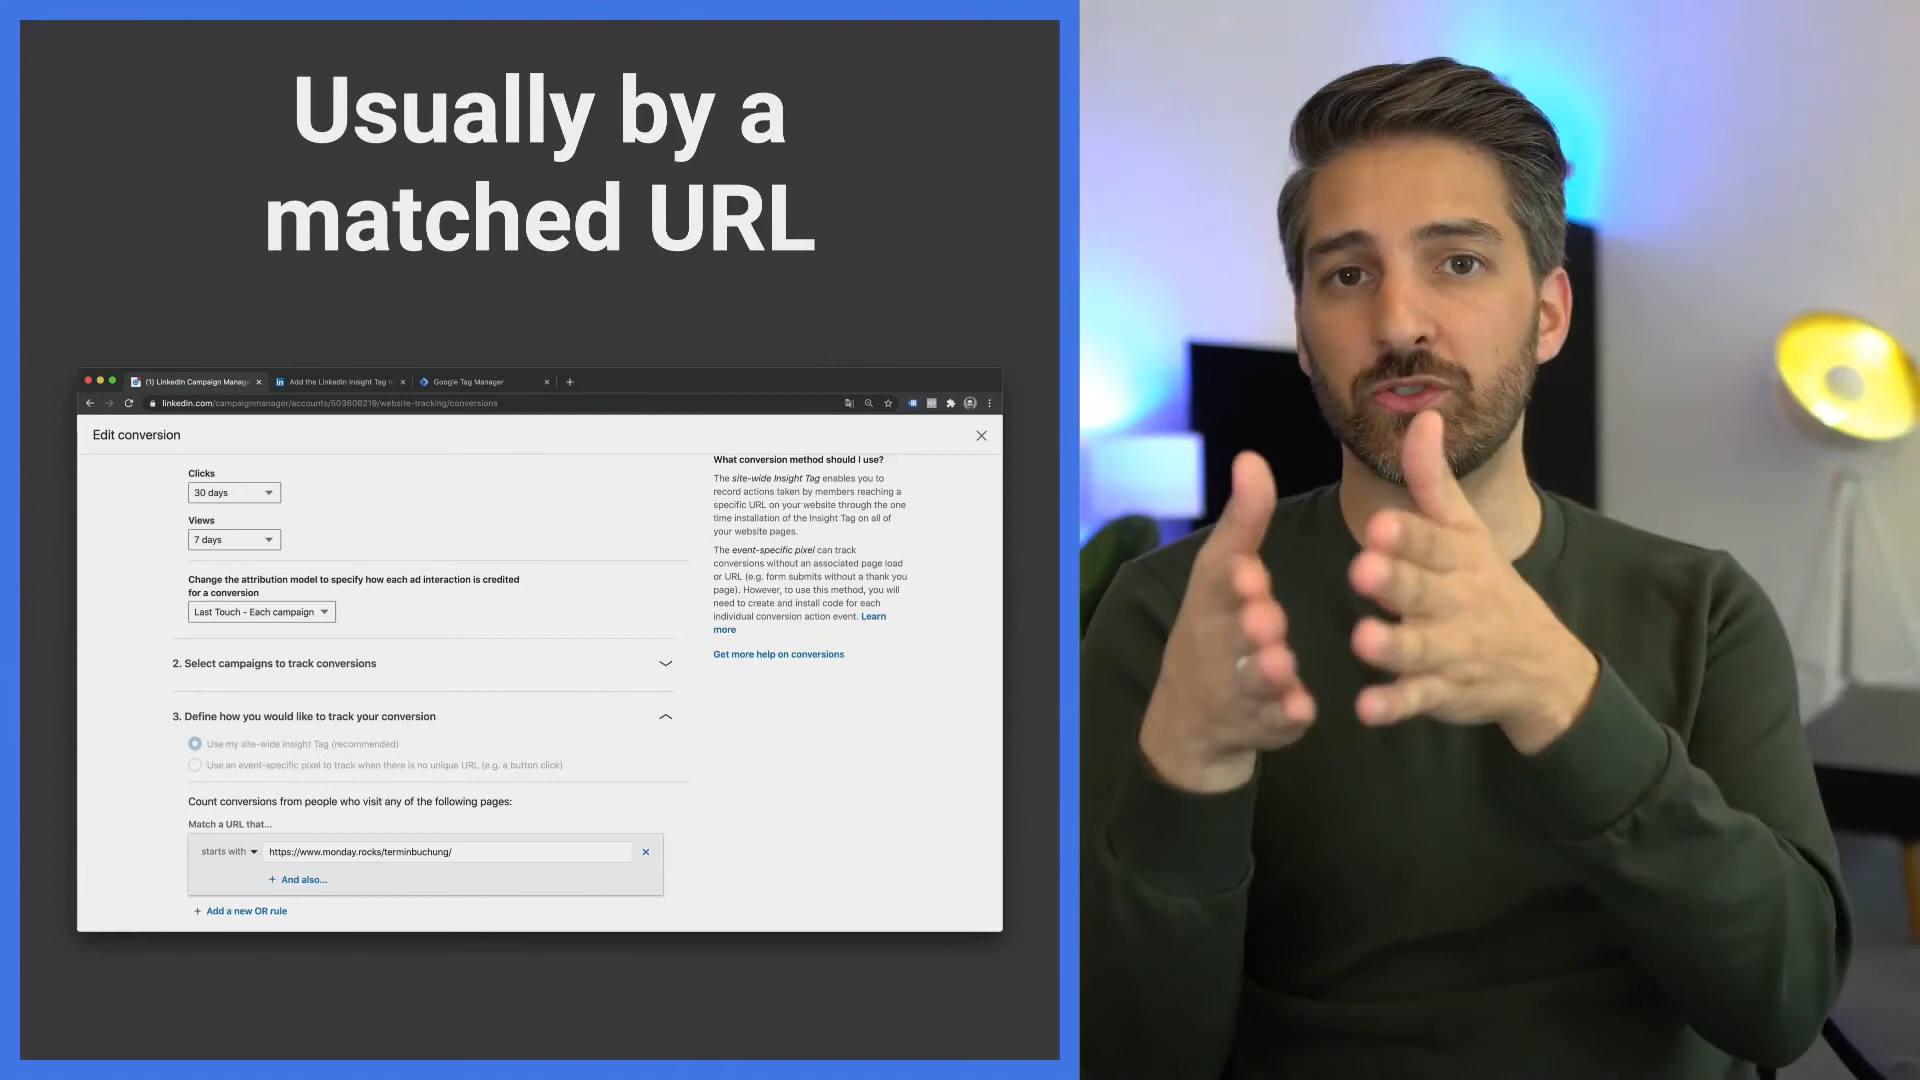 Usually by a
matched URL
(1) LinkedIn Campaign Manag
Add the LinkedIn Insight Tag t
Google Tag Manager
linkedin.com/campaignmanager/accounts/503608219/website-tracking/conversions
Edit conversion
Clicks
30 days
Views
7 days
Change the attribution model to specify how each ad interaction is credited
for a conversion
Last Touch - Each campaign
2. Select campaigns to track conversions
3. Define how you would like to track your conversion
Use my site-wide Insight Tag (recommended)
Use an event-specific pixel to track when there is no unique URL (e.g. a button click)
Count conversions from people who visit any of the following pages:
Match a URL that...
starts with https://www.monday.rocks/terminbuchung/
+ And also...
+ Add a new OR rule
What conversion method should I use?
The site-wide Insight Tag enables you to
record actions taken by members reaching a
specific URL on your website through the one
time installation of the Insight Tag on all of
your website pages.
The event-specific pixel can track
conversions without an associated page load
or URL (e.g. form submits without a thank you
page). However, to use this method, you will
need to create and install code for each
individual conversion action event. Learn
more
Get more help on conversions